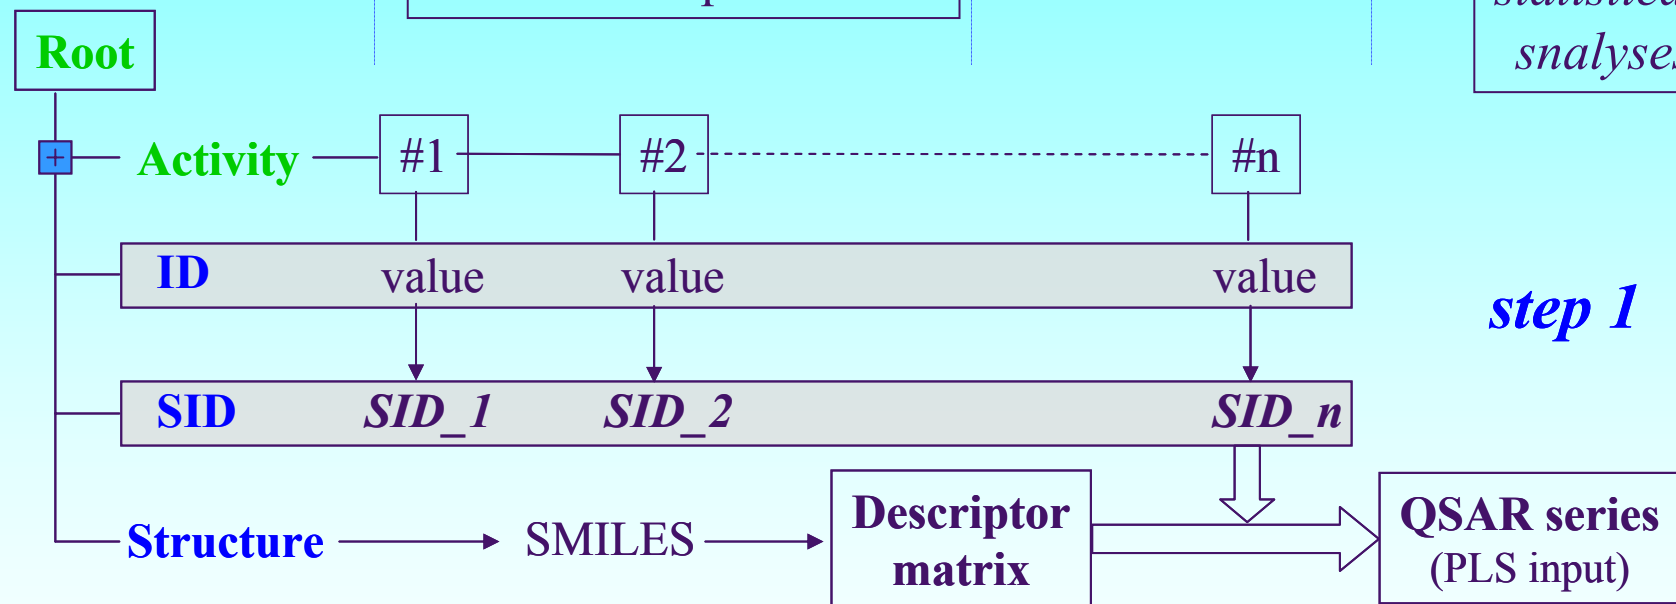 snalyses
Root
+
Activity #1 #2 #n
ID value value value
step 1
SID SID_1 SID_2 SID_n
Structure SMILES Descriptor matrix QSAR series
(PLS input)